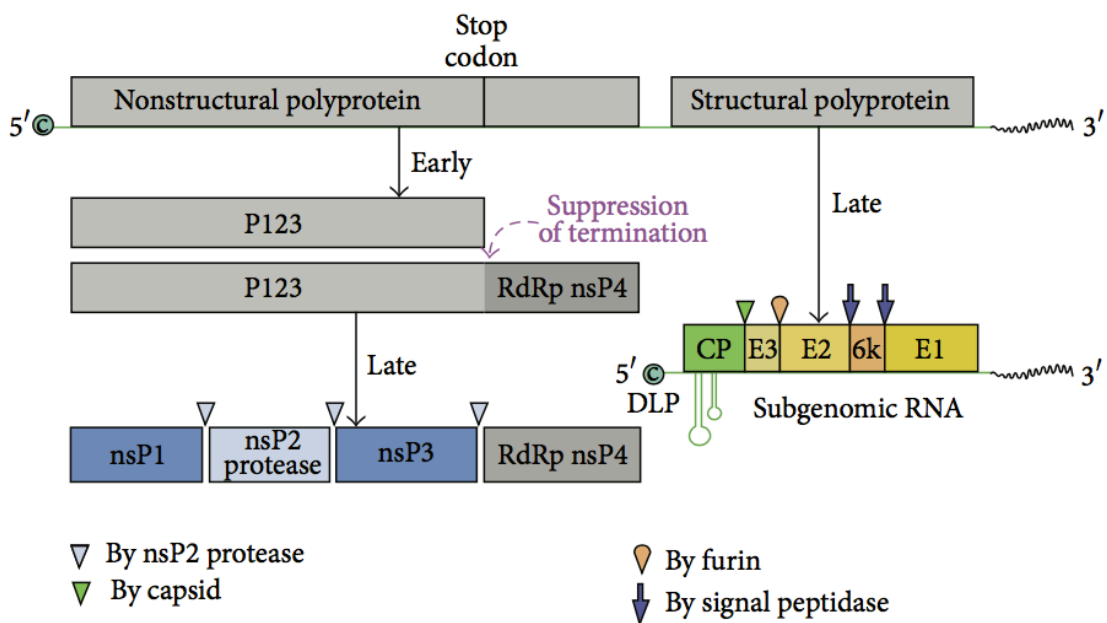 Stop
codon
Nonstructural polyprotein
Structural polyprotein
5′ C
3′
Early
Late
P123
Suppression
of termination
P123
RdRp nsP4
Late
CP
E3
E2
6k
E1
5′ C
3′
DLP
Subgenomic RNA
nsP1
nsP2
protease
nsP3
RdRp nsP4
By nsP2 protease
By capsid
By furin
By signal peptidase